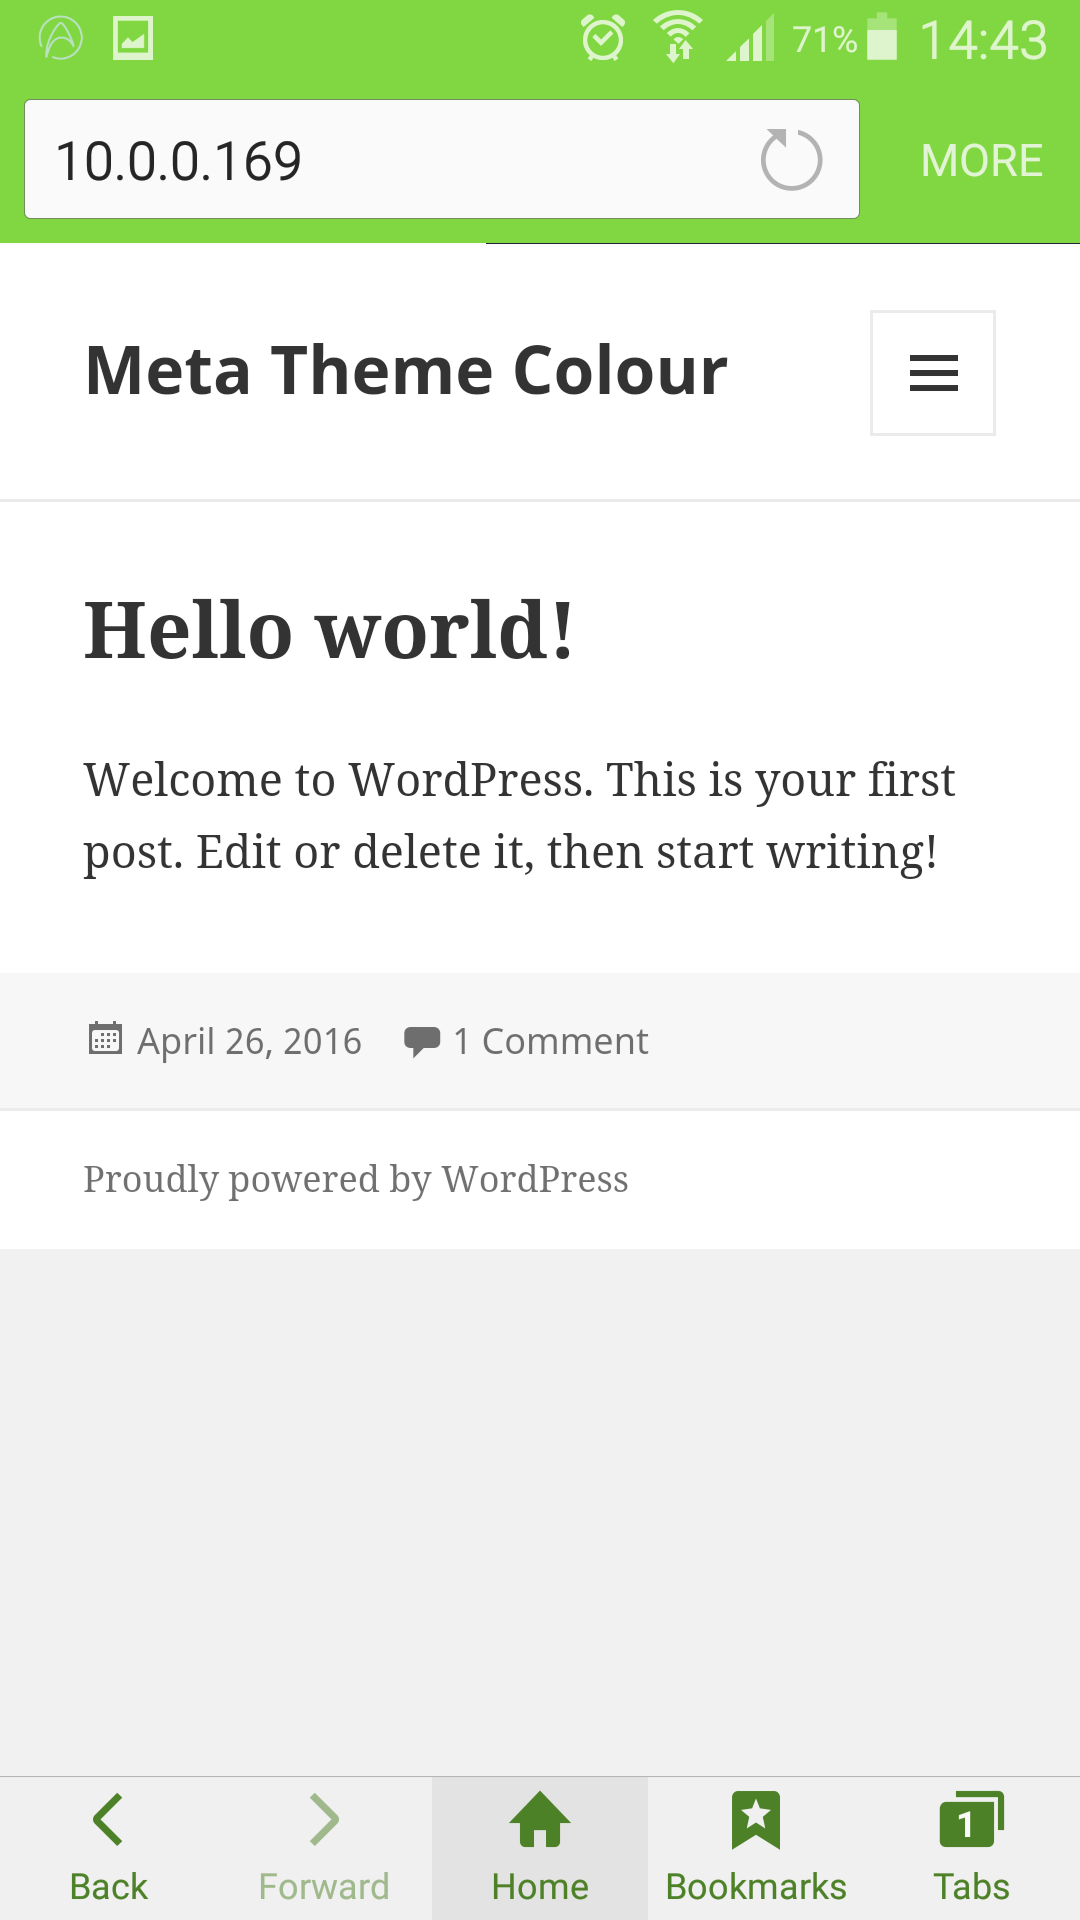 71% 14:43
10.0.0.169 MORE
Meta Theme Colour
Hello world!
Welcome to WordPress. This is your first
post. Edit or delete it, then start writing!
April 26, 2016 1 Comment
Proudly powered by WordPress
1
Back Forward Home Bookmarks Tabs